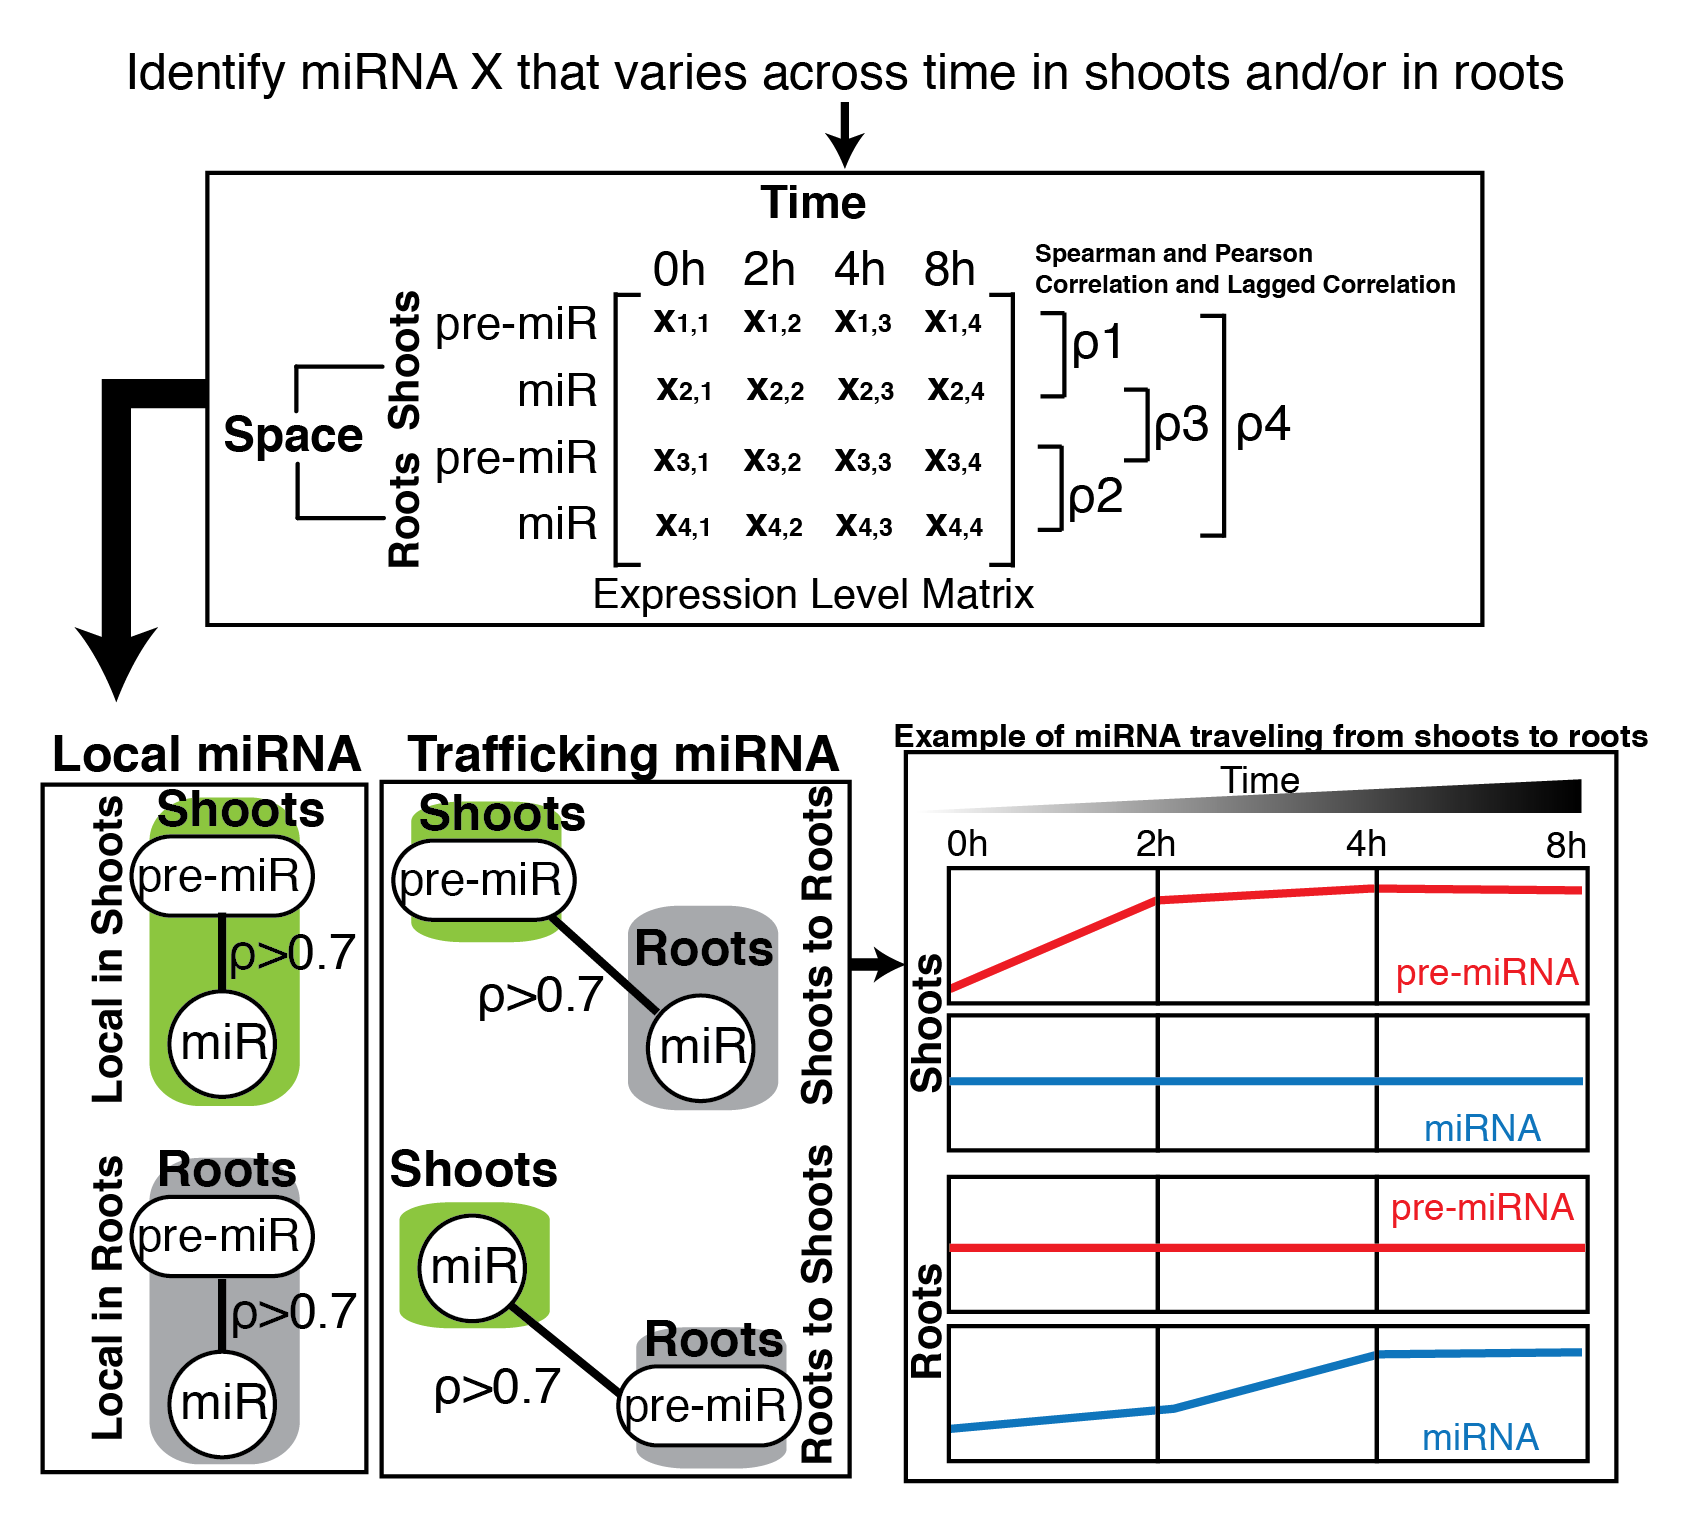 Identify miRNA X that varies across time in shoots and/or in roots
Time
0h 2h 4h 8h
Spearman and Pearson
Correlation and Lagged Correlation
Space
Shoots
Roots
pre-miR x1,1 x1,2 x1,3 x1,4
miR x2,1 x2,2 x2,3 x2,4
pre-miR x3,1 x3,2 x3,3 x3,4
miR x4,1 x4,2 x4,3 x4,4
ρ1
ρ3
ρ4
ρ2
Expression Level Matrix
Local miRNA
Local in Shoots
Shoots
pre-miR
ρ>0.7
miR
Local in Roots
Roots
pre-miR
ρ>0.7
miR
Trafficking miRNA
Shoots to Roots
Shoots
pre-miR
ρ>0.7
Roots
miR
Roots to Shoots
Shoots
miR
ρ>0.7
Roots
pre-miR
Example of miRNA traveling from shoots to roots
Time
0h 2h 4h 8h
Shoots
pre-miRNA
miRNA
Roots
pre-miRNA
miRNA